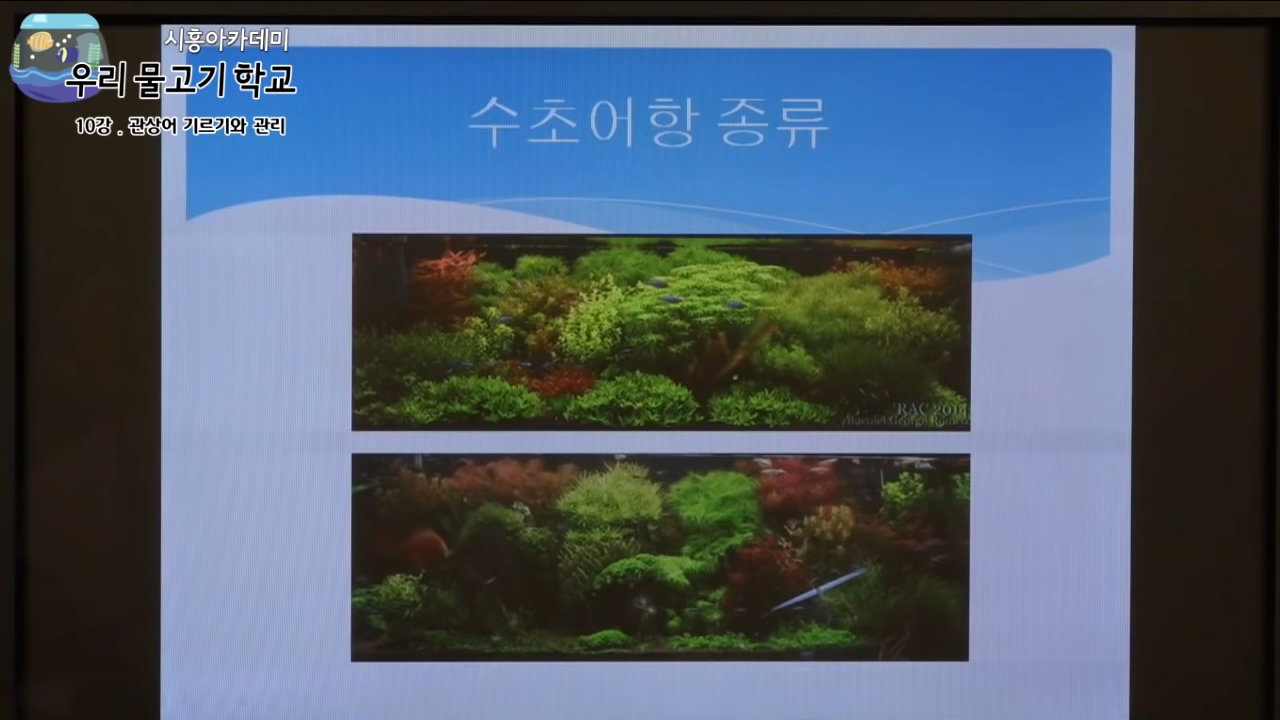 시흥아카데미
우리 물고기 학교
10강 . 관상어 기르기와 관리
수초어항 종류
RAC 2011